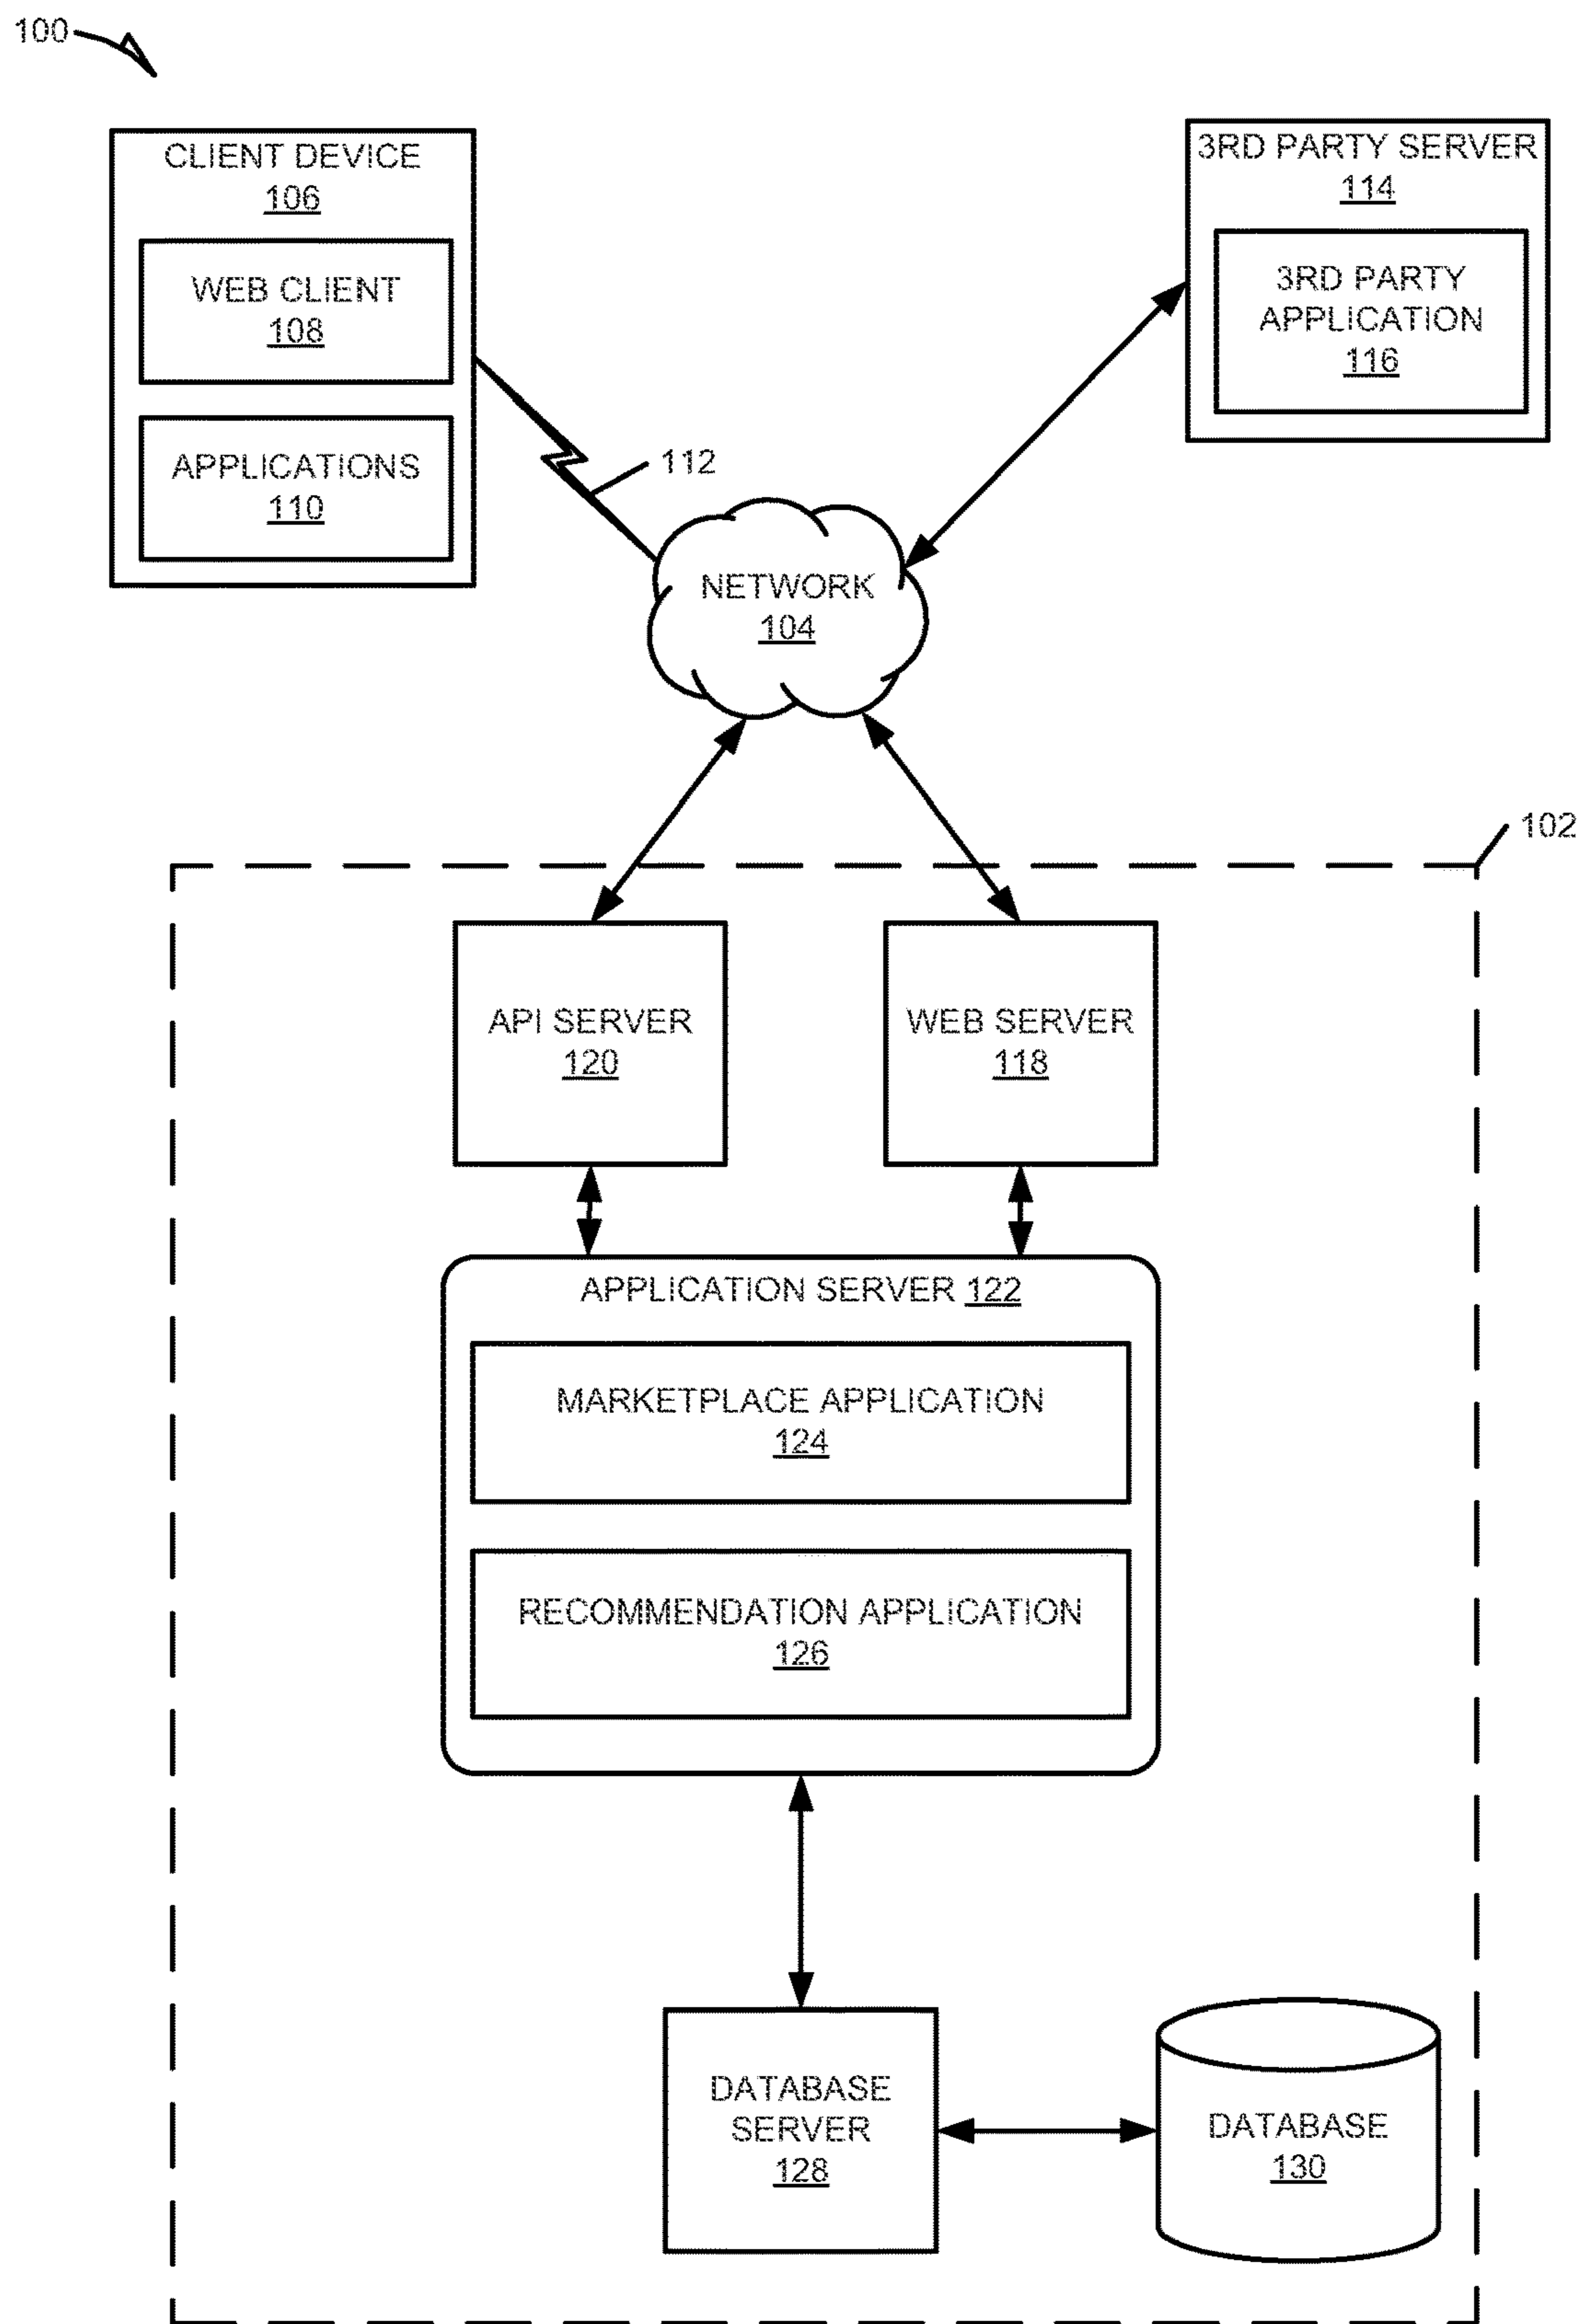 100
CLIENT DEVICE
106
WEB CLIENT
108
APPLICATIONS
110
3RD PARTY SERVER
114
3RD PARTY
APPLICATION
116
112
NETWORK
104
102
API SERVER
120
WEB SERVER
118
APPLICATION SERVER 122
MARKETPLACE APPLICATION
124
RECOMMENDATION APPLICATION
126
DATABASE
SERVER
128
DATABASE
130